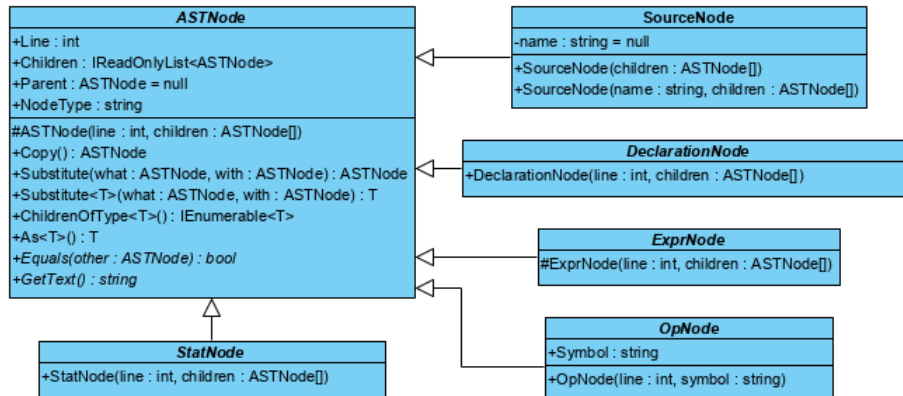 ASTNode
+Line : int
+Children : IReadOnlyList<ASTNode>
+Parent : ASTNode = null
+NodeType : string
#ASTNode(line : int, children : ASTNode[])
+Copy() : ASTNode
+Substitute(what : ASTNode, with : ASTNode) : ASTNode
+Substitute<T>(what : ASTNode, with : ASTNode) : T
+ChildrenOfType<T>() : IEnumerable<T>
+As<T>() : T
+Equals(other : ASTNode) : bool
+GetText() : string
SourceNode
-name : string = null
+SourceNode(children : ASTNode[])
+SourceNode(name : string, children : ASTNode[])
DeclarationNode
+DeclarationNode(line : int, children : ASTNode[])
ExprNode
#ExprNode(line : int, children : ASTNode[])
OpNode
+Symbol : string
+OpNode(line : int, symbol : string)
StatNode
+StatNode(line : int, children : ASTNode[])